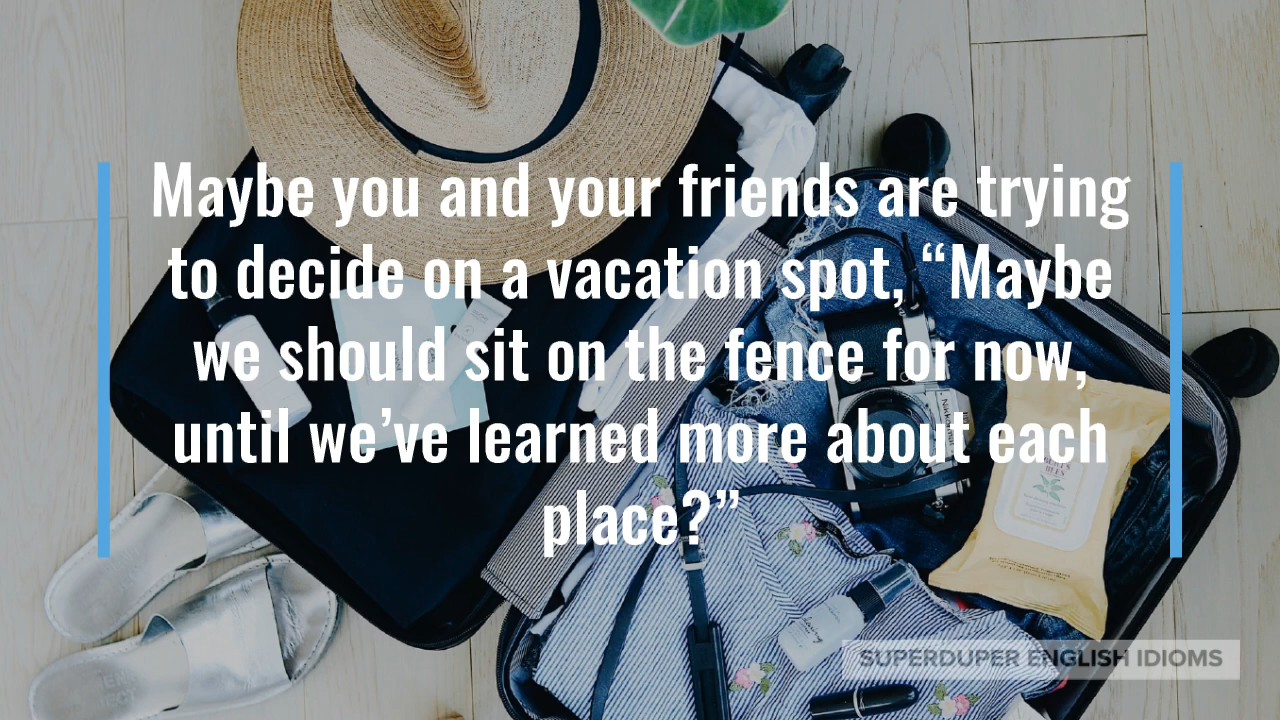 Maybe you and your friends are trying
to decide on a vacation spot, “Maybe
we should sit on the fence for now,
until we’ve learned more about each
place?”
SUPERDUPER ENGLISH IDIOMS